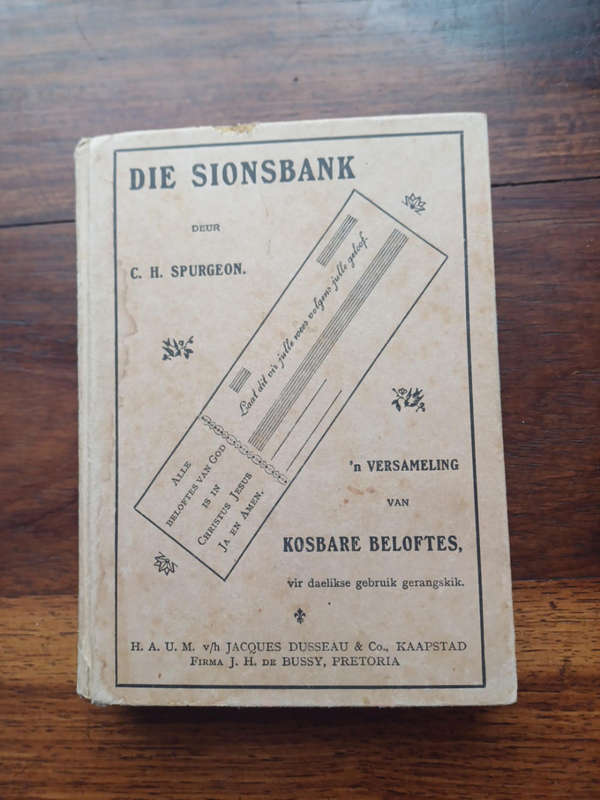 DIE SIONSBANK
DEUR
C. H. SPURGEON.
Laat dit vir julle wees volgens julle geloof.
ALLE
BELOFTES VAN GOD
IS IN
CHRISTUS JESUS
JA EN AMEN.
'n VERSAMELING
VAN
KOSBARE BELOFTES,
vir daelikse gebruik gerangskik.
H. A. U. M. v/h JACQUES DUSSEAU & Co., KAAPSTAD
FIRMA J. H. DE BUSSY, PRETORIA